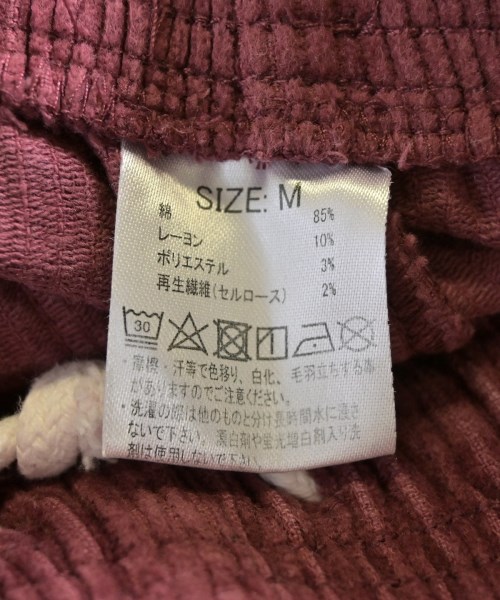 SIZE: M
綿 85%
レーヨン 10%
ポリエステル 3%
再生繊維(セルロース) 2%
30
・摩擦・汗等で色移り、白化、毛羽立ちする事
がありますのでご注意ください。
・洗濯の際は他のものと分け長時間水に浸さ
ないで下さい。漂白剤や蛍光増白剤入り洗
剤は使用しないで下さい。